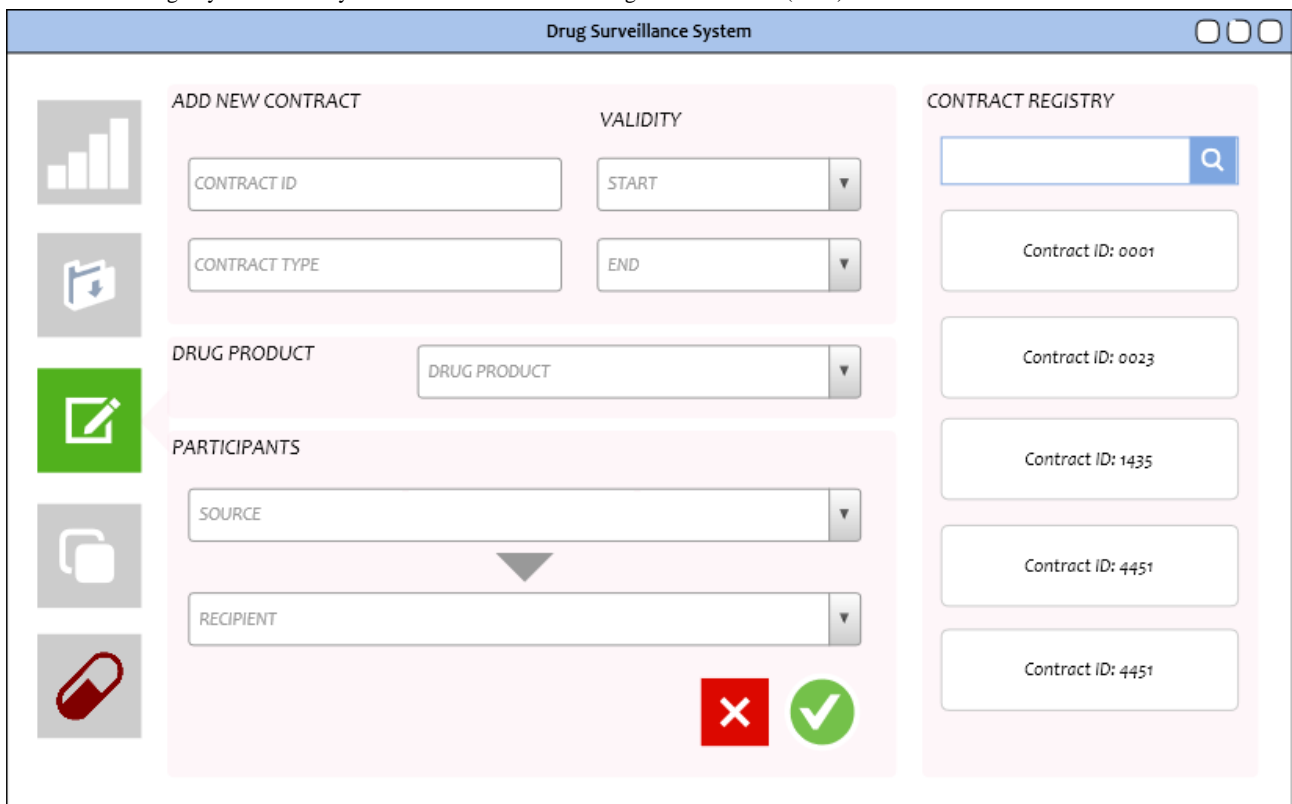 Drug Surveillance System
ADD NEW CONTRACT
VALIDITY
CONTRACT ID
START
CONTRACT TYPE
END
DRUG PRODUCT
DRUG PRODUCT
PARTICIPANTS
SOURCE
RECIPIENT
CONTRACT REGISTRY
Contract ID: 0001
Contract ID: 0023
Contract ID: 1435
Contract ID: 4451
Contract ID: 4451